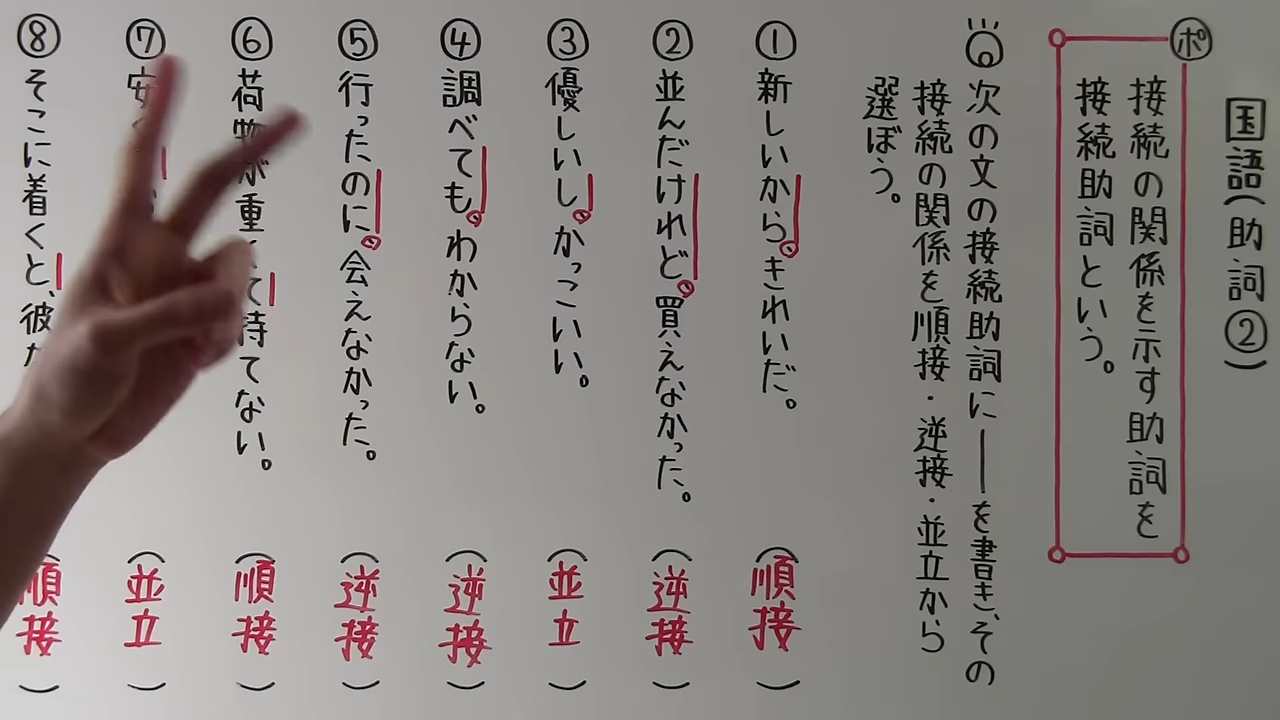 国語(助詞②)
ポ
接続の関係を示す助詞を
接続助詞という。
次の文の接続助詞に――を書き、その
接続の関係を順接・逆接・並立から
選ぼう。
①新しいから。きれいだ。(順接)
②並んだけれど。買えなかった。(逆接)
③優しいし。かっこいい。(並立)
④調べても。わからない。(逆接)
⑤行ったのに。会えなかった。(逆接)
⑥荷物が重くて持てない。(順接)
⑦安(並立)
⑧そこに着くと、彼(順接)